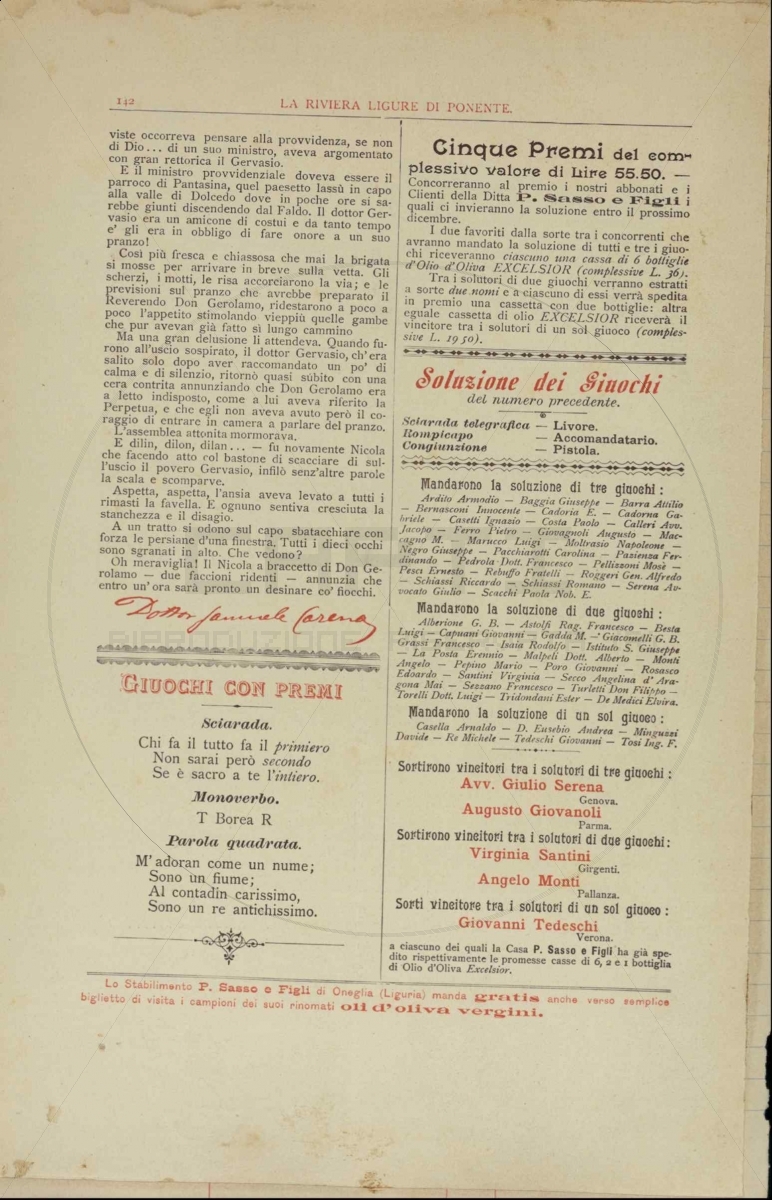 142
LA RIVIERA LIGURE DI PONENTE.
viste occorreva pensare alla provvidenza, se non
di Dio... di un suo ministro, aveva argomentato
con gran rettorica il Gervasio.
E il ministro provvidenziale doveva essere il
parroco di Pantasina, quel paesetto lassù in capo
alla valle di Dolcedo dove in poche ore si sa-
rebbe giunti discendendo dal Faldo. Il dottor Ger-
vasio era un amicone di costui e da tanto tempo
e' gli era in obbligo di fare onore a un suo
pranzo!
Così più fresca e chiassosa che mai la brigata
si mosse per arrivare in breve sulla vetta. Gli
scherzi, i motti, le risa accorciarono la via; e le
previsioni sul pranzo che avrebbe preparato il
Reverendo Don Gerolamo, ridestarono a poco a
poco l'appetito stimolando vieppiù quelle gambe
che pur avevan già fatto sì lungo cammino
Ma una gran delusione li attendeva. Quando fu-
rono all'uscio sospirato, il dottor Gervasio, ch'era
salito solo dopo aver raccomandato un po' di
calma e di silenzio, ritornò quasi súbito con una
cera contrita annunziando che Don Gerolamo era
a letto indisposto, come a lui aveva riferito la
Perpetua, e che egli non aveva avuto però il co-
raggio di entrare in camera a parlare del pranzo.
L'assemblea attonita mormorava.
E dilin, dilon, dilan... — fu novamente Nicola
che facendo atto col bastone di scacciare di sul-
l'uscio il povero Gervasio, infilò senz'altre parole
la scala e scomparve.
Aspetta, aspetta, l'ansia aveva levato a tutti i
rimasti la favella. E ognuno sentiva cresciuta la
stanchezza e il disagio.
A un tratto si odono sul capo sbatacchiare con
forza le persiane d'una finestra. Tutti i dieci occhi
sono sgranati in alto. Che vedono?
Oh meraviglia! Il Nicola a braccetto di Don Ge-
rolamo — due faccioni ridenti — annunzia che
entro un'ora sarà pronto un desinare co' fiocchi.
Dottor Samuele Carena
GIUOCHI CON PREMI
Sciarada.
Chi fa il tutto fa il primiero
Non sarai però secondo
Se è sacro a te l'intiero.
Monoverbo.
T Borea R
Parola quadrata.
M'adoran come un nume;
Sono un fiume;
Al contadin carissimo,
Sono un re antichissimo.
Cinque Premi del com-
plessivo valore di Lire 55.50. —
Concorreranno al premio i nostri abbonati e i
Clienti della Ditta P. Sasso e Figli i
quali ci invieranno la soluzione entro il prossimo
dicembre.
I due favoriti dalla sorte tra i concorrenti che
avranno mandato la soluzione di tutti e tre i giuo-
chi riceveranno ciascuno una cassa di 6 bottiglie
d'Olio d'Oliva EXCELSIOR (complessive L. 36).
Tra i solutori di due giuochi verranno estratti
a sorte due nomi e a ciascuno di essi verrà spedita
in premio una cassetta con due bottiglie: altra
eguale cassetta di olio EXCELSIOR riceverà il
vincitore tra i solutori di un sol giuoco (comples-
sive L. 19 50).
Soluzione dei Giuochi
del numero precedente.
Sciarada telegrafica — Livore.
Rompicapo — Accomandatario.
Congiunzione — Pistola.
Mandarono la soluzione di tre giuochi:
Ardito Armodio — Baggia Giuseppe — Barra Attilio
— Bernasconi Innocente — Cadoria E. — Cadorna Ga-
briele — Casetti Ignazio — Costa Paolo — Calleri Avv.
Jacopo — Ferro Pietro — Giovagnoli Augusto — Mac-
cagno M. — Marucco Luigi — Moltrasio Napoleone —
Negro Giuseppe — Pacchiarotti Carolina — Pazienza Fer-
dinando — Pedrola Dott. Francesco — Pellizzoni Mosè —
Pesci Ernesto — Rebuffo Fratelli — Roggeri Gen. Alfredo
— Schiassi Riccardo — Schiassi Romano — Serena Av-
vocato Giulio — Scacchi Paola Nob. E.
Mandarono la soluzione di due giuochi:
Alberione G. B. — Astolfi Rag. Francesco — Besta
Luigi — Capuani Giovanni — Gadda M. — Giacomelli G. B.
Grassi Francesco — Isaia Rodolfo — Istituto S. Giuseppe
— La Posta Erennio — Malpeli Dott. Alberto — Monti
Angelo — Pepino Mario — Poro Giovanni — Rosasco
Edoardo — Santini Virginia — Secco Angelina d'Ara-
gona Mai — Sezzano Francesco — Turletti Don Filippo —
Torelli Dott. Luigi — Tridondani Ester — De Medici Elvira.
Mandarono la soluzione di un sol giuoco:
Casella Arnaldo — D. Eusebio Andrea — Minguzzi
Davide — Re Michele — Tedeschi Giovanni — Tosi Ing. F.
Sortirono vincitori tra i solutori di tre giuochi:
Avv. Giulio Serena
Genova.
Augusto Giovanoli
Parma.
Sortirono vincitori tra i solutori di due giuochi:
Virginia Santini
Girgenti.
Angelo Monti
Pallanza.
Sortì vincitore tra i solutori di un sol giuoco:
Giovanni Tedeschi
Verona.
a ciascuno dei quali la Casa P. Sasso e Figli ha già spe-
dito rispettivamente le promesse casse di 6, 2 e 1 bottiglia
di Olio d'Oliva Excelsior.
Lo Stabilimento P. Sasso e Figli di Oneglia (Liguria) manda gratis anche verso semplice
biglietto di visita i campioni dei suoi rinomati oli d'oliva vergini.